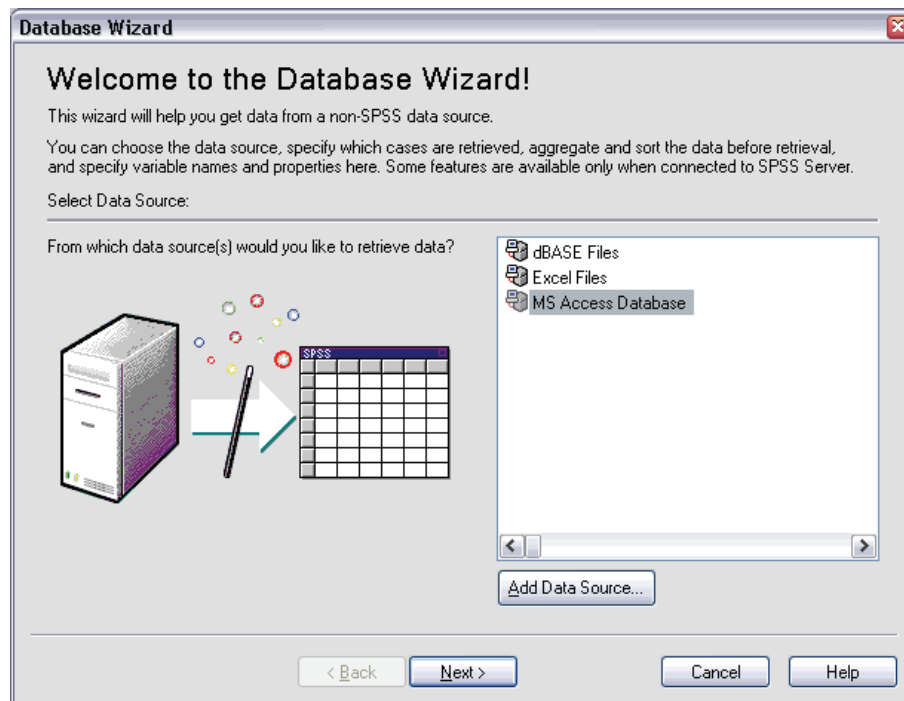 Database Wizard
Welcome to the Database Wizard!
This wizard will help you get data from a non-SPSS data source.
You can choose the data source, specify which cases are retrieved, aggregate and sort the data before retrieval,
and specify variable names and properties here. Some features are available only when connected to SPSS Server.
Select Data Source:
From which data source(s) would you like to retrieve data?
dBASE Files
Excel Files
MS Access Database
SPSS
Add Data Source...
< Back
Next >
Cancel
Help